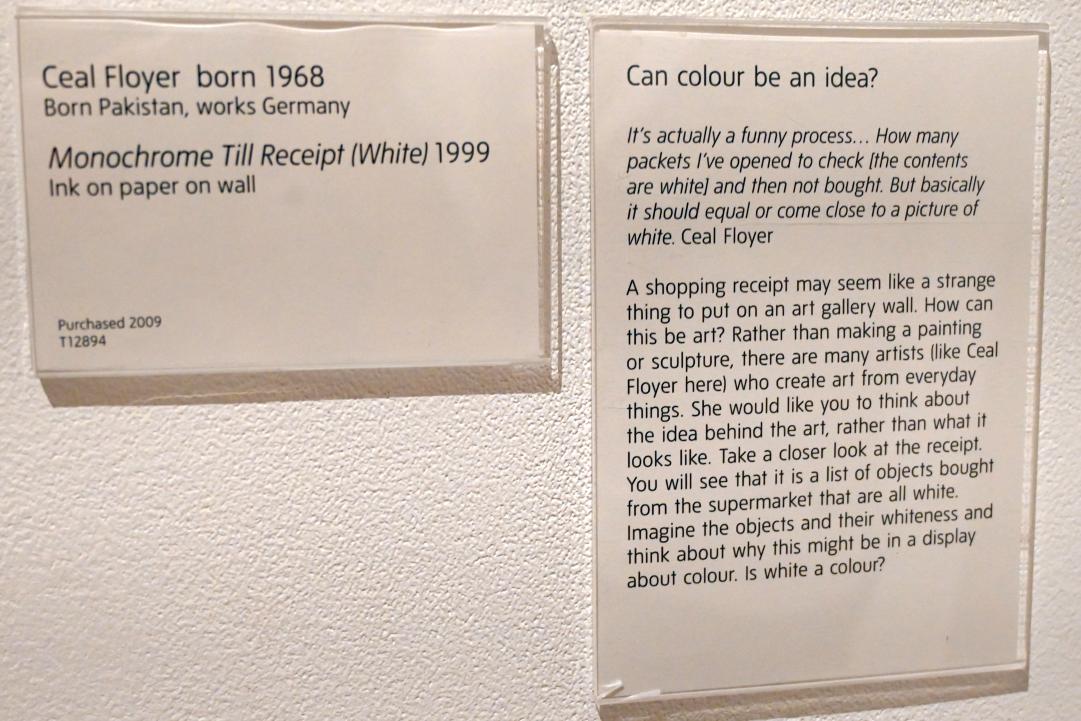 Ceal Floyer born 1968
Born Pakistan, works Germany
Monochrome Till Receipt (White) 1999
Ink on paper on wall
Purchased 2009
T12894
Can colour be an idea?
It's actually a funny process... How many
packets I've opened to check [the contents
are white] and then not bought. But basically
it should equal or come close to a picture of
white. Ceal Floyer
A shopping receipt may seem like a strange
thing to put on an art gallery wall. How can
this be art? Rather than making a painting
or sculpture, there are many artists (like Ceal
Floyer here) who create art from everyday
things. She would like you to think about
the idea behind the art, rather than what it
looks like. Take a closer look at the receipt.
You will see that it is a list of objects bought
from the supermarket that are all white.
Imagine the objects and their whiteness and
think about why this might be in a display
about colour. Is white a colour?